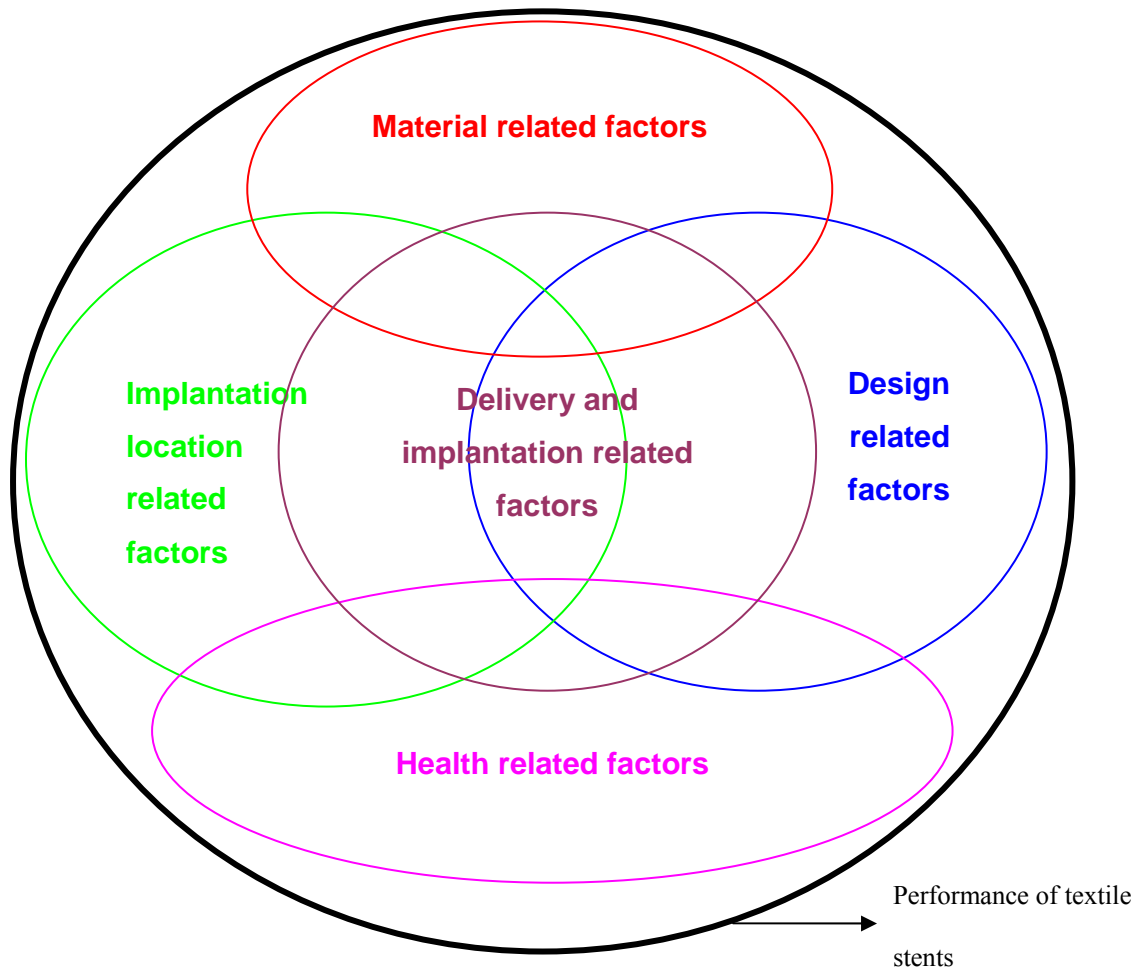 Material related factors
Implantation
location
related
factors
Delivery and
implantation related
factors
Design
related
factors
Health related factors
Performance of textile
stents